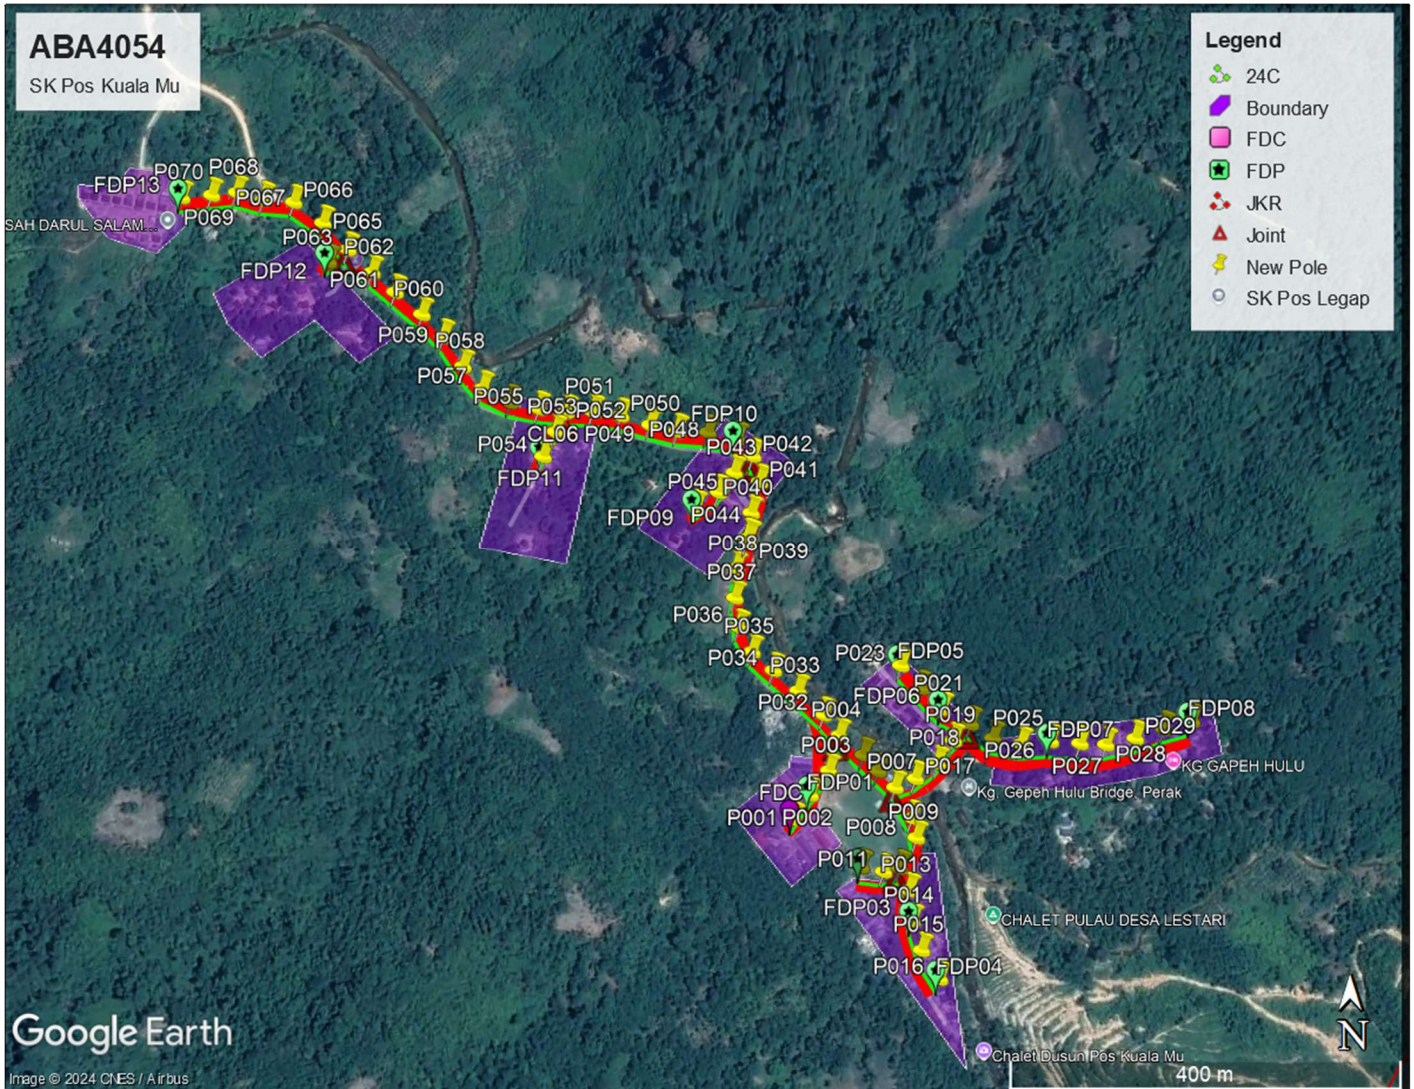 ABA4054
SK Pos Kuala Mu
Legend
24C
Boundary
FDC
FDP
JKR
Joint
New Pole
SK Pos Legap
P070
P068
FDP13
P067
P066
P069
P065
SAH DARUL SALAM...
P063
P062
FDP12
P061
P060
P059
P058
P057
P051
P055
P053
P052
P050
FDP10
P054
CL06
P049
P048
P043
P042
P041
FDP11
P045
P040
FDP09
P044
P038
P039
P037
P036
P035
P034
P033
P023
FDP05
P021
FDP06
P032
P004
P019
P025
FDP08
P018
FDP07
P029
P003
P026
P007
P017
P027
P028
KG GAPEH HULU
FDP01
FDC
Kg. Gepeh Hulu Bridge, Perak
P001
P002
P009
P008
P011
P013
P014
FDP03
P015
CHALET PULAU DESA LESTARI
P016
FDP04
N
Google Earth
Chalet Dusun Pos Kuala Mu
400 m
Image © 2024 CNES / Airbus